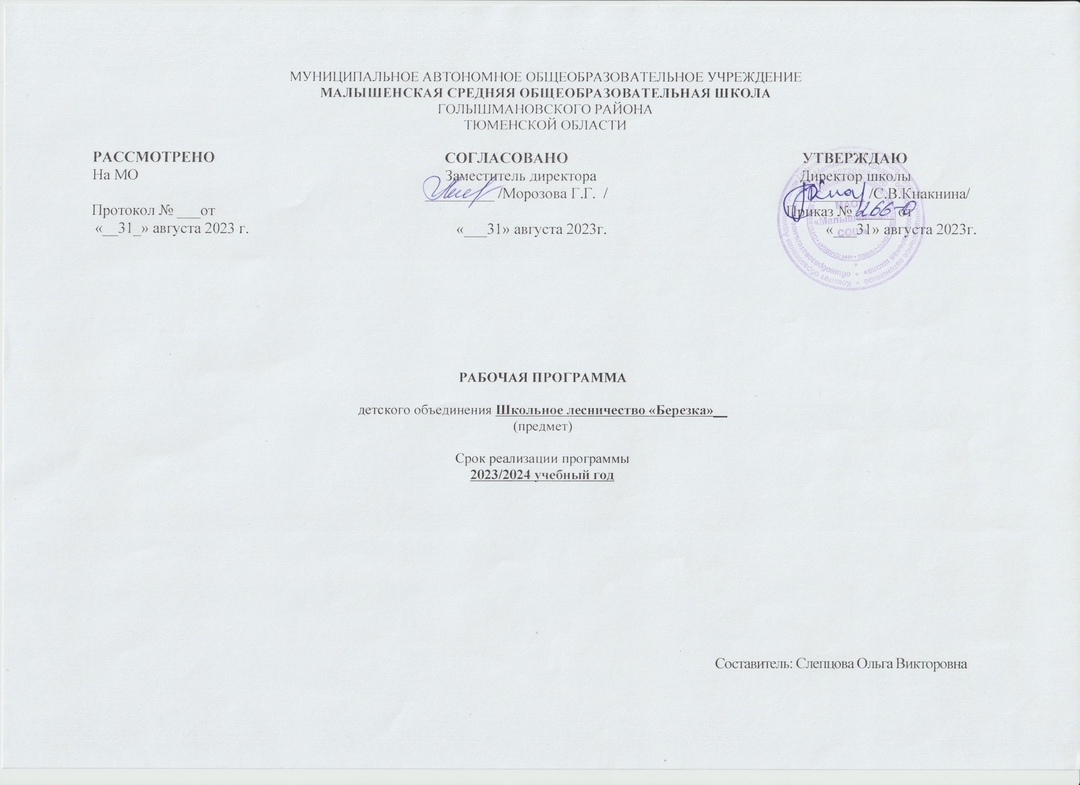 МУНИЦИПАЛЬНОЕ АВТОНОМНОЕ ОБЩЕОБРАЗОВАТЕЛЬНОЕ УЧРЕЖДЕНИЕ
МАЛЫШЕНСКАЯ СРЕДНЯЯ ОБЩЕОБРАЗОВАТЕЛЬНАЯ ШКОЛА
ГОЛЫШМАНОВСКОГО РАЙОНА
ТЮМЕНСКОЙ ОБЛАСТИ
РАССМОТРЕНО
На МО
Протокол № ___от
«__31_» августа 2023 г.
СОГЛАСОВАНО
Заместитель директора
/Морозова Г.Г. /
«___31» августа 2023г.
УТВЕРЖДАЮ
Директор школы
/С.В.Кнакнина/
Приказ № 266-д от
«___31» августа 2023г.
РАБОЧАЯ ПРОГРАММА
детского объединения Школьное лесничество «Березка»__
(предмет)
Срок реализации программы
2023/2024 учебный год
Составитель: Слепцова Ольга Викторовна